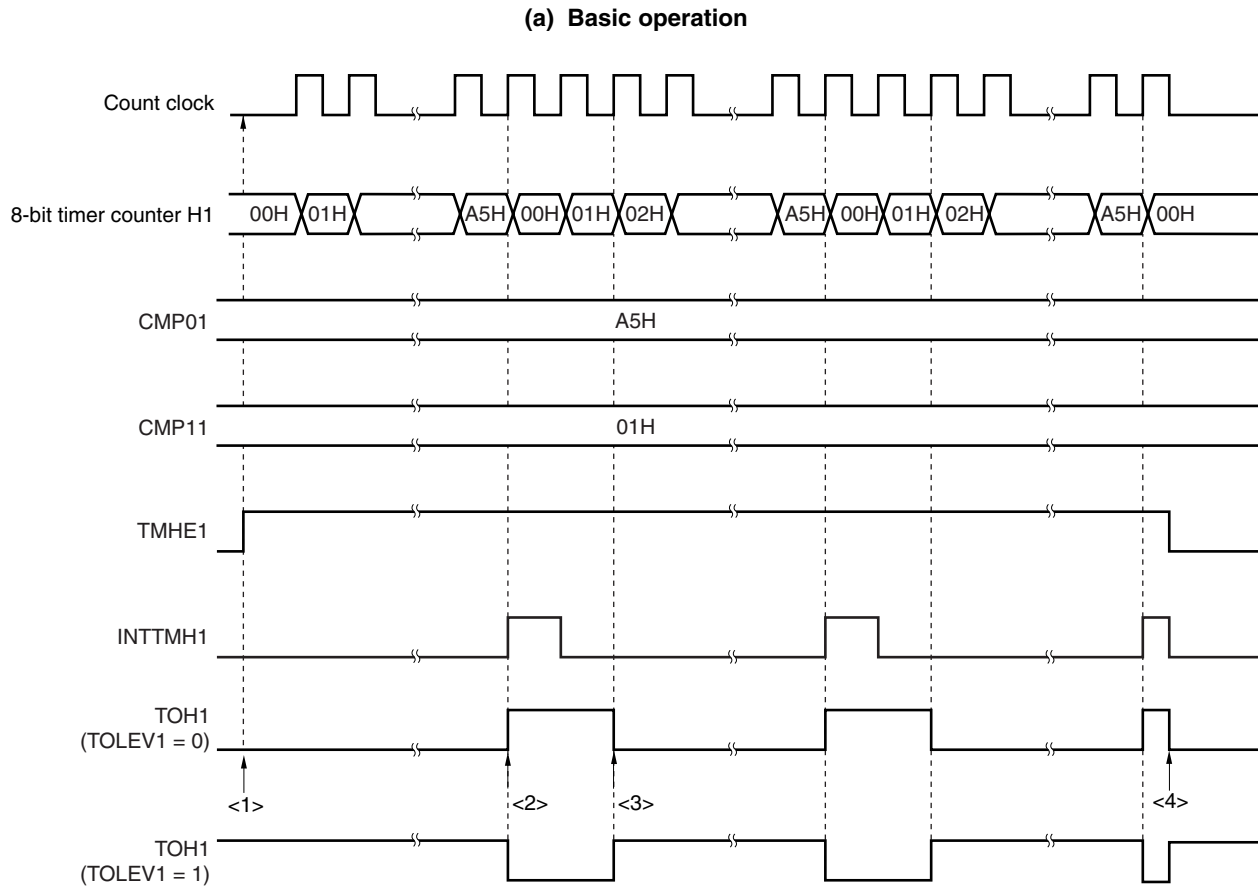 (a) Basic operation
Count clock
8-bit timer counter H1 00H 01H A5H 00H 01H 02H A5H 00H 01H 02H A5H 00H
CMP01 A5H
CMP11 01H
TMHE1
INTTMH1
TOH1
(TOLEV1 = 0)
<1> <2> <3> <4>
TOH1
(TOLEV1 = 1)